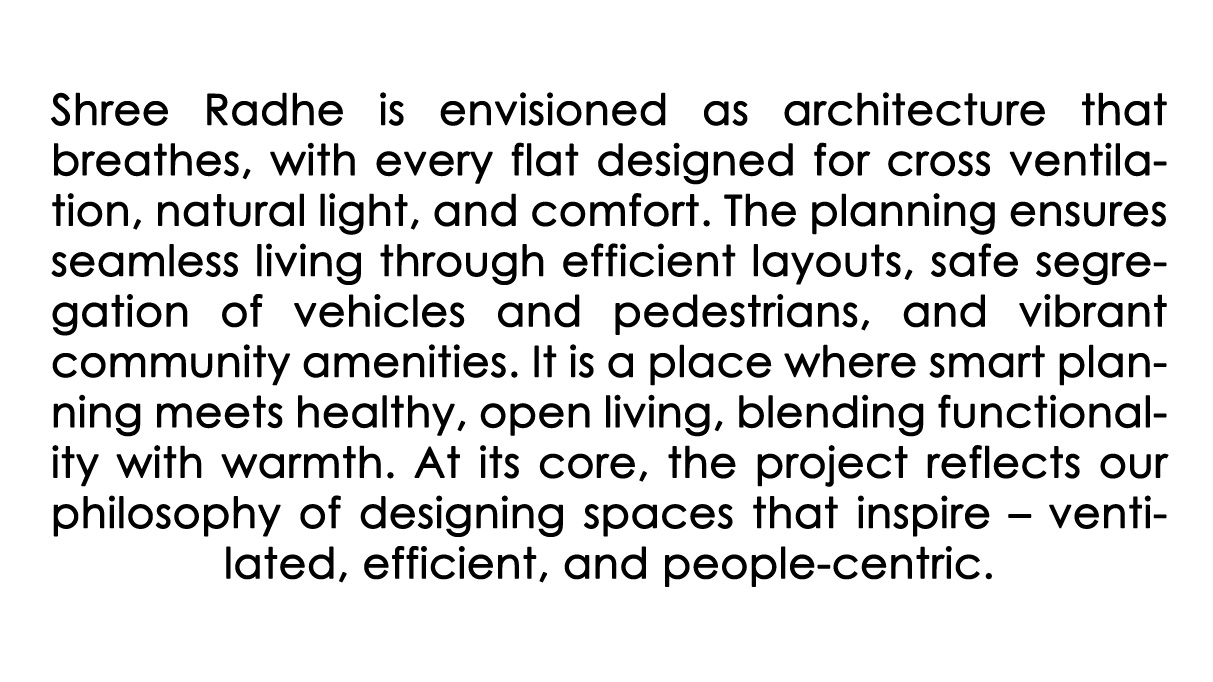 Shree Radhe is envisioned as architecture that
breathes, with every flat designed for cross ventila-
tion, natural light, and comfort. The planning ensures
seamless living through efficient layouts, safe segre-
gation of vehicles and pedestrians, and vibrant
community amenities. It is a place where smart plan-
ning meets healthy, open living, blending functional-
ity with warmth. At its core, the project reflects our
philosophy of designing spaces that inspire – venti-
lated, efficient, and people-centric.